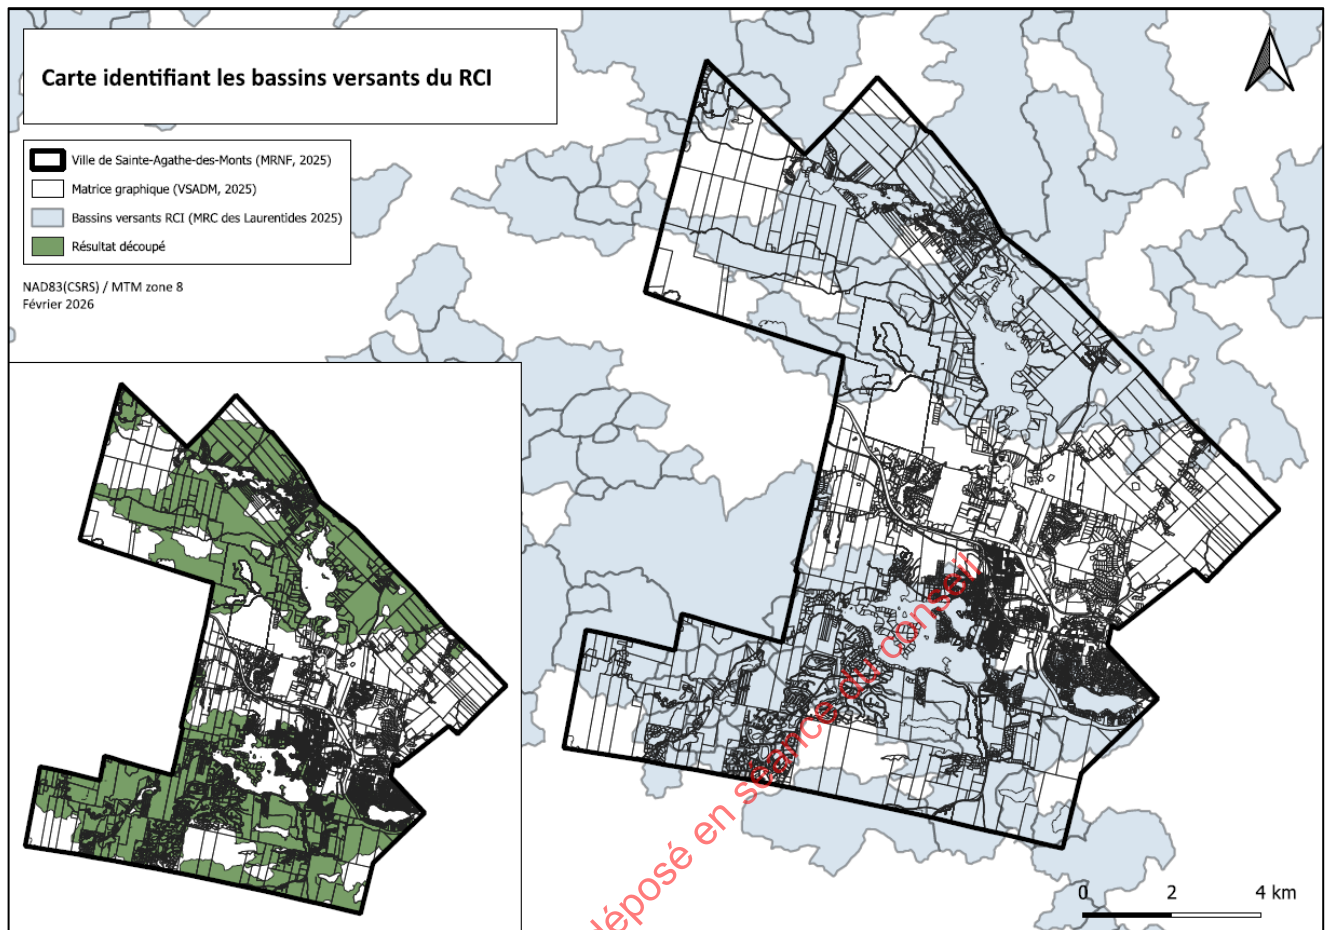 Carte identifiant les bassins versants du RCI
Ville de Sainte-Agathe-des-Monts (MRNF, 2025)
Matrice graphique (VSADM, 2025)
Bassins versants RCI (MRC des Laurentides 2025)
Résultat découpé
NAD83(CSRS) / MTM zone 8
Février 2026
déposé en séance du conseil
0 2 4 km